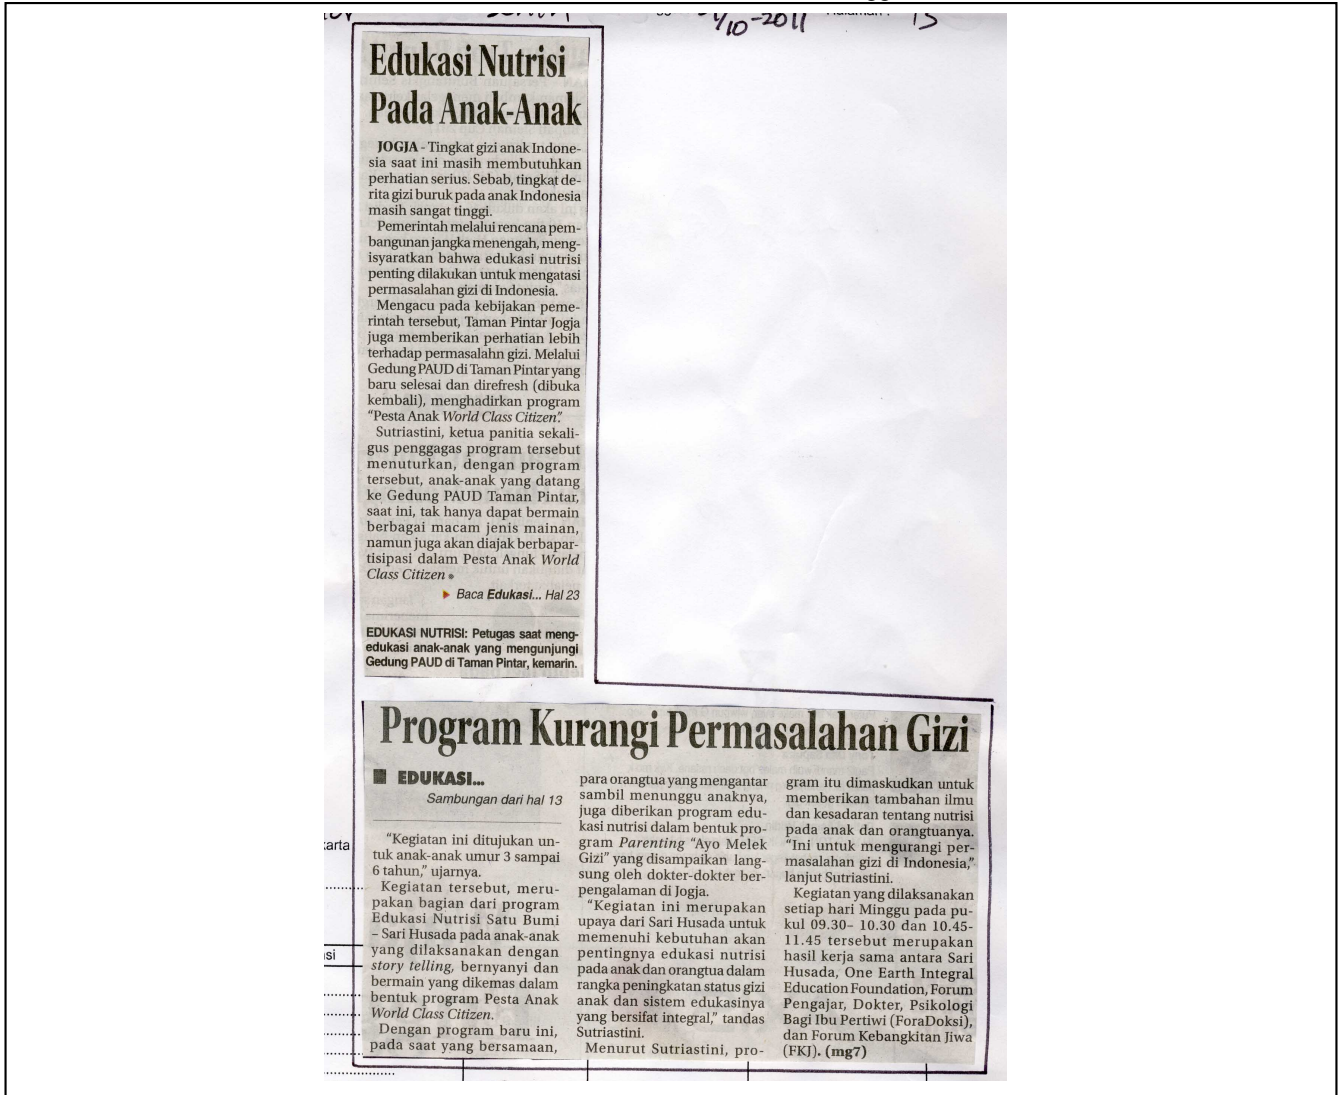 10-2011
13
Edukasi Nutrisi
Pada Anak-Anak
JOGJA - Tingkat gizi anak Indone-
sia saat ini masih membutuhkan
perhatian serius. Sebab, tingkat de-
rita gizi buruk pada anak Indonesia
masih sangat tinggi.
Pemerintah melalui rencana pem-
bangunan jangka menengah, meng-
isyaratkan bahwa edukasi nutrisi
penting dilakukan untuk mengatasi
permasalahan gizi di Indonesia.
Mengacu pada kebijakan peme-
rintah tersebut, Taman Pintar Jogja
juga memberikan perhatian lebih
terhadap permasalahn gizi. Melalui
Gedung PAUD di Taman Pintar yang
baru selesai dan direfresh (dibuka
kembali), menghadirkan program
“Pesta Anak World Class Citizen”.
Sutriastini, ketua panitia sekali-
gus penggagas program tersebut
menuturkan, dengan program
tersebut, anak-anak yang datang
ke Gedung PAUD Taman Pintar,
saat ini, tak hanya dapat bermain
berbagai macam jenis mainan,
namun juga akan diajak berbapar-
tisipasi dalam Pesta Anak World
Class Citizen
Baca Edukasi... Hal 23
EDUKASI NUTRISI: Petugas saat meng-
edukasi anak-anak yang mengunjungi
Gedung PAUD di Taman Pintar, kemarin.
Program Kurangi Permasalahan Gizi
EDUKASI...
Sambungan dari hal 13
“Kegiatan ini ditujukan un-
tuk anak-anak umur 3 sampai
6 tahun,” ujarnya.
Kegiatan tersebut, meru-
pakan bagian dari program
Edukasi Nutrisi Satu Bumi
– Sari Husada pada anak-anak
yang dilaksanakan dengan
story telling, bernyanyi dan
bermain yang dikemas dalam
bentuk program Pesta Anak
World Class Citizen.
Dengan program baru ini,
pada saat yang bersamaan,
para orangtua yang mengantar
sambil menunggu anaknya,
juga diberikan program edu-
kasi nutrisi dalam bentuk pro-
gram Parenting “Ayo Melek
Gizi” yang disampaikan lang-
sung oleh dokter-dokter ber-
pengalaman di Jogja.
“Kegiatan ini merupakan
upaya dari Sari Husada untuk
memenuhi kebutuhan akan
pentingnya edukasi nutrisi
pada anak dan orangtua dalam
rangka peningkatan status gizi
anak dan sistem edukasinya
yang bersifat integral,” tandas
Sutriastini.
Menurut Sutriastini, pro-
gram itu dimaskudkan untuk
memberikan tambahan ilmu
dan kesadaran tentang nutrisi
pada anak dan orangtuanya.
“Ini untuk mengurangi per-
masalahan gizi di Indonesia,”
lanjut Sutriastini.
Kegiatan yang dilaksanakan
setiap hari Minggu pada pu-
kul 09.30– 10.30 dan 10.45-
11.45 tersebut merupakan
hasil kerja sama antara Sari
Husada, One Earth Integral
Education Foundation, Forum
Pengajar, Dokter, Psikologi
Bagi Ibu Pertiwi (ForaDoksi),
dan Forum Kebangkitan Jiwa
(FKJ). (mg7)
karta
si